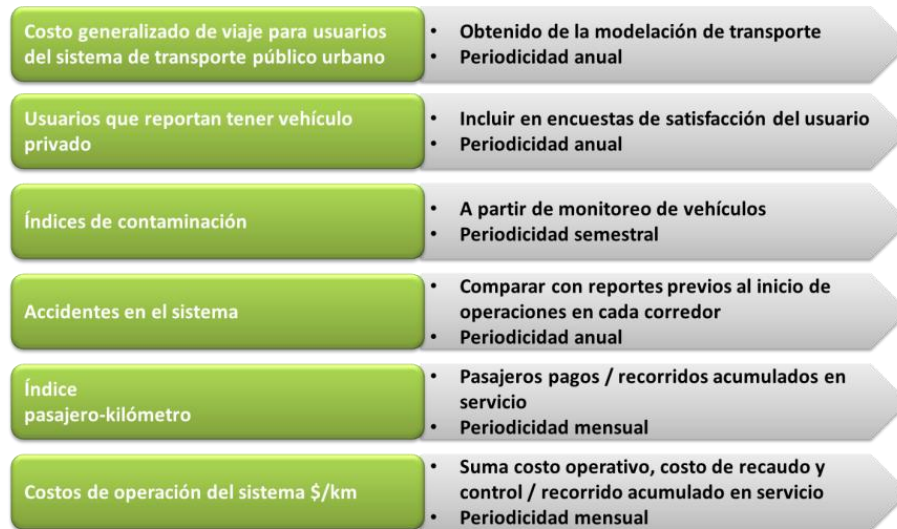 Costo generalizado de viaje para usuarios
del sistema de transporte público urbano
• Obtenido de la modelación de transporte
• Periodicidad anual
Usuarios que reportan tener vehículo
privado
• Incluir en encuestas de satisfacción del usuario
• Periodicidad anual
Índices de contaminación
• A partir de monitoreo de vehículos
• Periodicidad semestral
Accidentes en el sistema
• Comparar con reportes previos al inicio de
operaciones en cada corredor
• Periodicidad anual
Índice
pasajero-kilómetro
• Pasajeros pagos / recorridos acumulados en
servicio
• Periodicidad mensual
Costos de operación del sistema $/km
• Suma costo operativo, costo de recaudo y
control / recorrido acumulado en servicio
• Periodicidad mensual